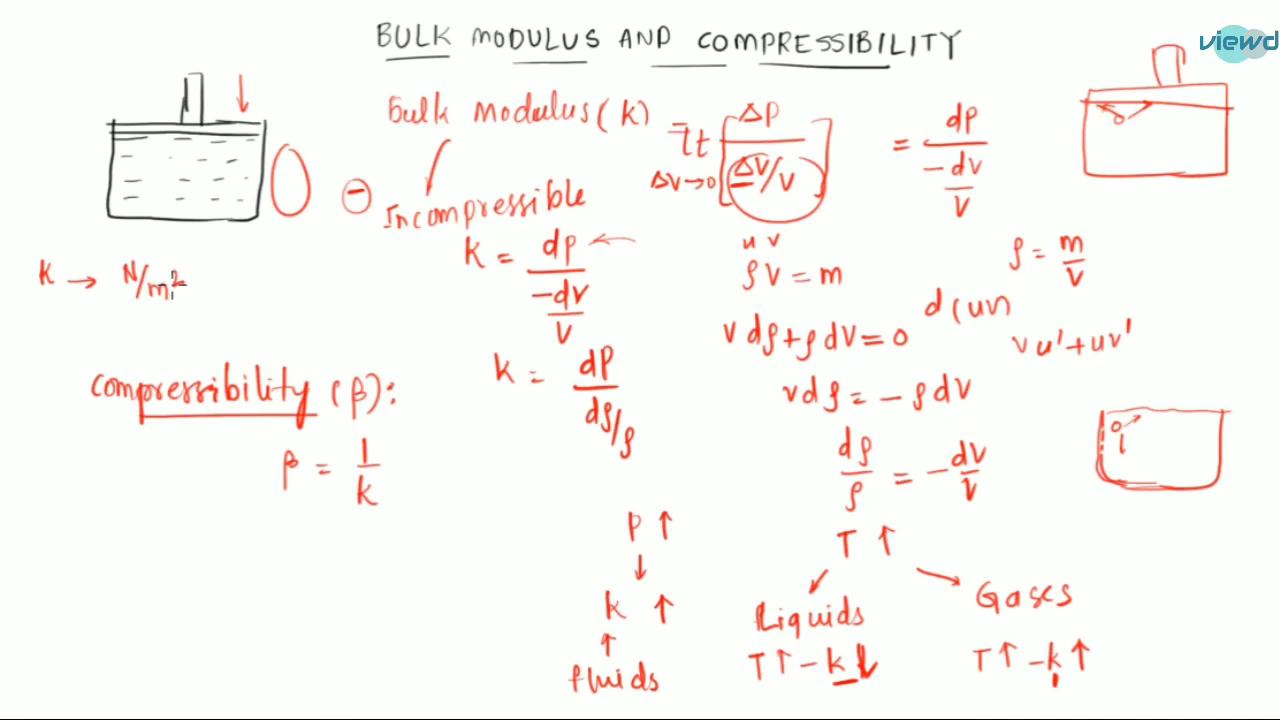 BULK MODULUS AND COMPRESSIBILITY
viewd
Bulk Modulus (k)
lt ΔV→0 [ΔP / ΔV/V] = dp / -dV/V
⊖
Incompressible
k = dp / -dV/V ←
u v
ρV = m
ρ = m/V
k → N/m²
d(uv)
Vdρ + ρdV = 0
vu' + uv'
k = dP / dρ/ρ
compressibility (β):
vdρ = - ρdV
β = 1/k
dρ/ρ = - dV/V
P ↑
↓
k ↑
↑
fluids
T ↑
Liquids
T↑ - k↓
Gases
T↑ - k↑